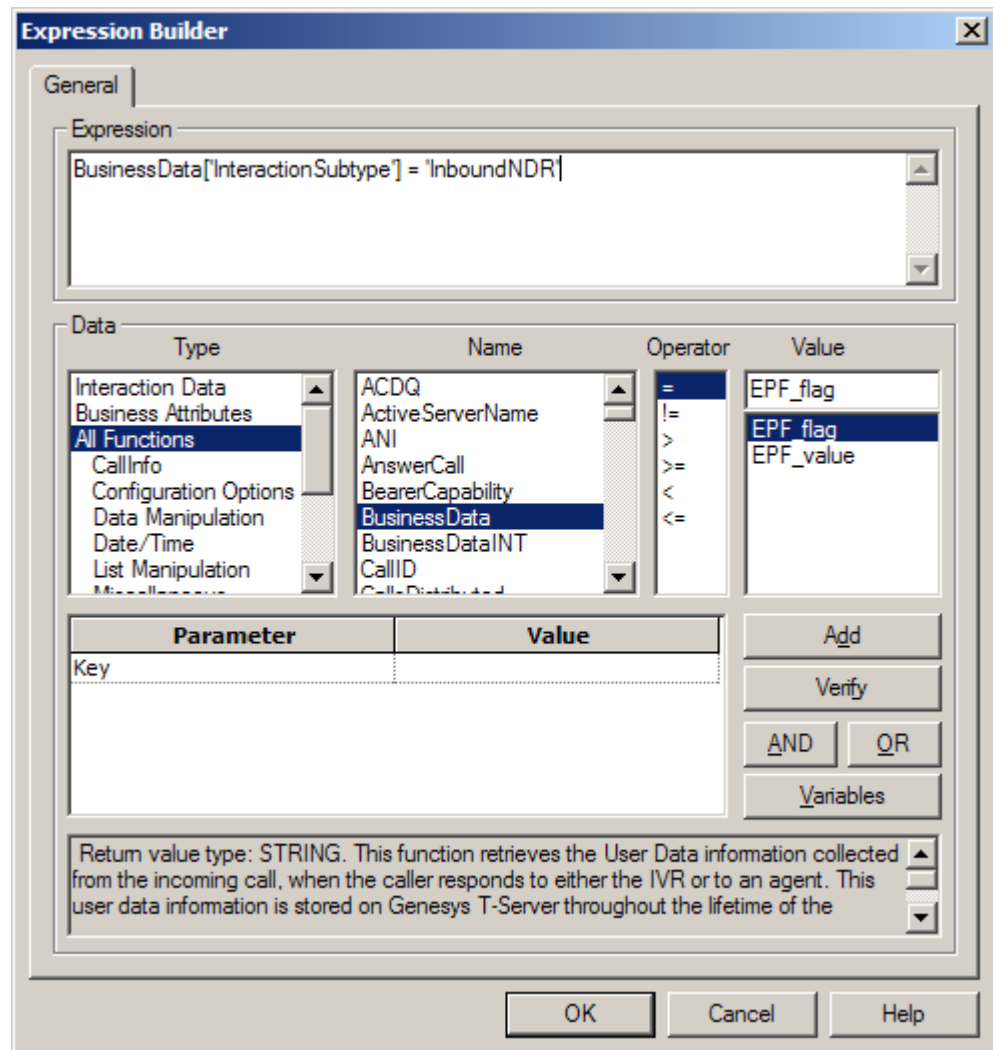 Expression Builder
General
Expression
BusinessData['InteractionSubtype'] = 'InboundNDR'
Data
Type
Name
Operator
Value
Interaction Data
Business Attributes
All Functions
CallInfo
Configuration Options
Data Manipulation
Date/Time
List Manipulation
Miscellaneous
ACDQ
ActiveServerName
ANI
AnswerCall
BearerCapability
BusinessData
BusinessDataINT
CallID
CallsDistributed
=
!=
>
>=
<
<=
EPF_flag
EPF_flag
EPF_value
Parameter
Value
Key
Add
Verify
AND
OR
Variables
Return value type: STRING. This function retrieves the User Data information collected
from the incoming call, when the caller responds to either the IVR or to an agent. This
user data information is stored on Genesys T-Server throughout the lifetime of the
OK
Cancel
Help